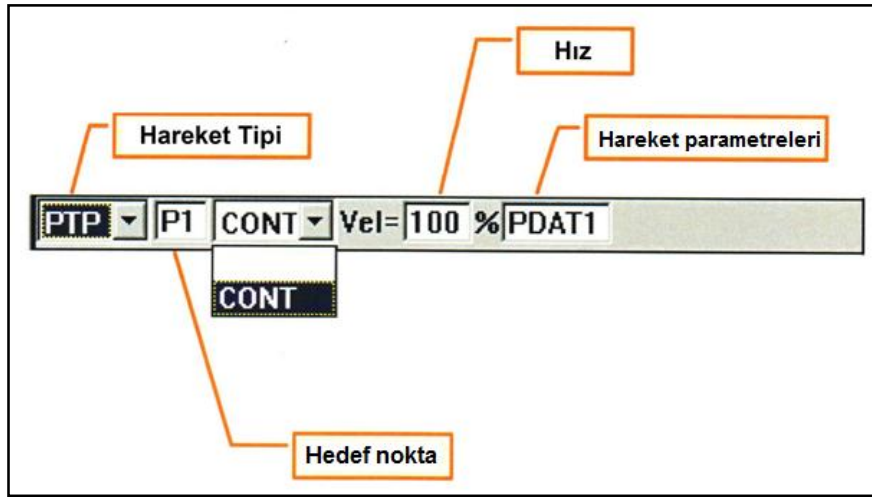 Hız
Hareket Tipi
Hareket parametreleri
PTP P1 CONT Vel= 100 % PDAT1
CONT
Hedef nokta